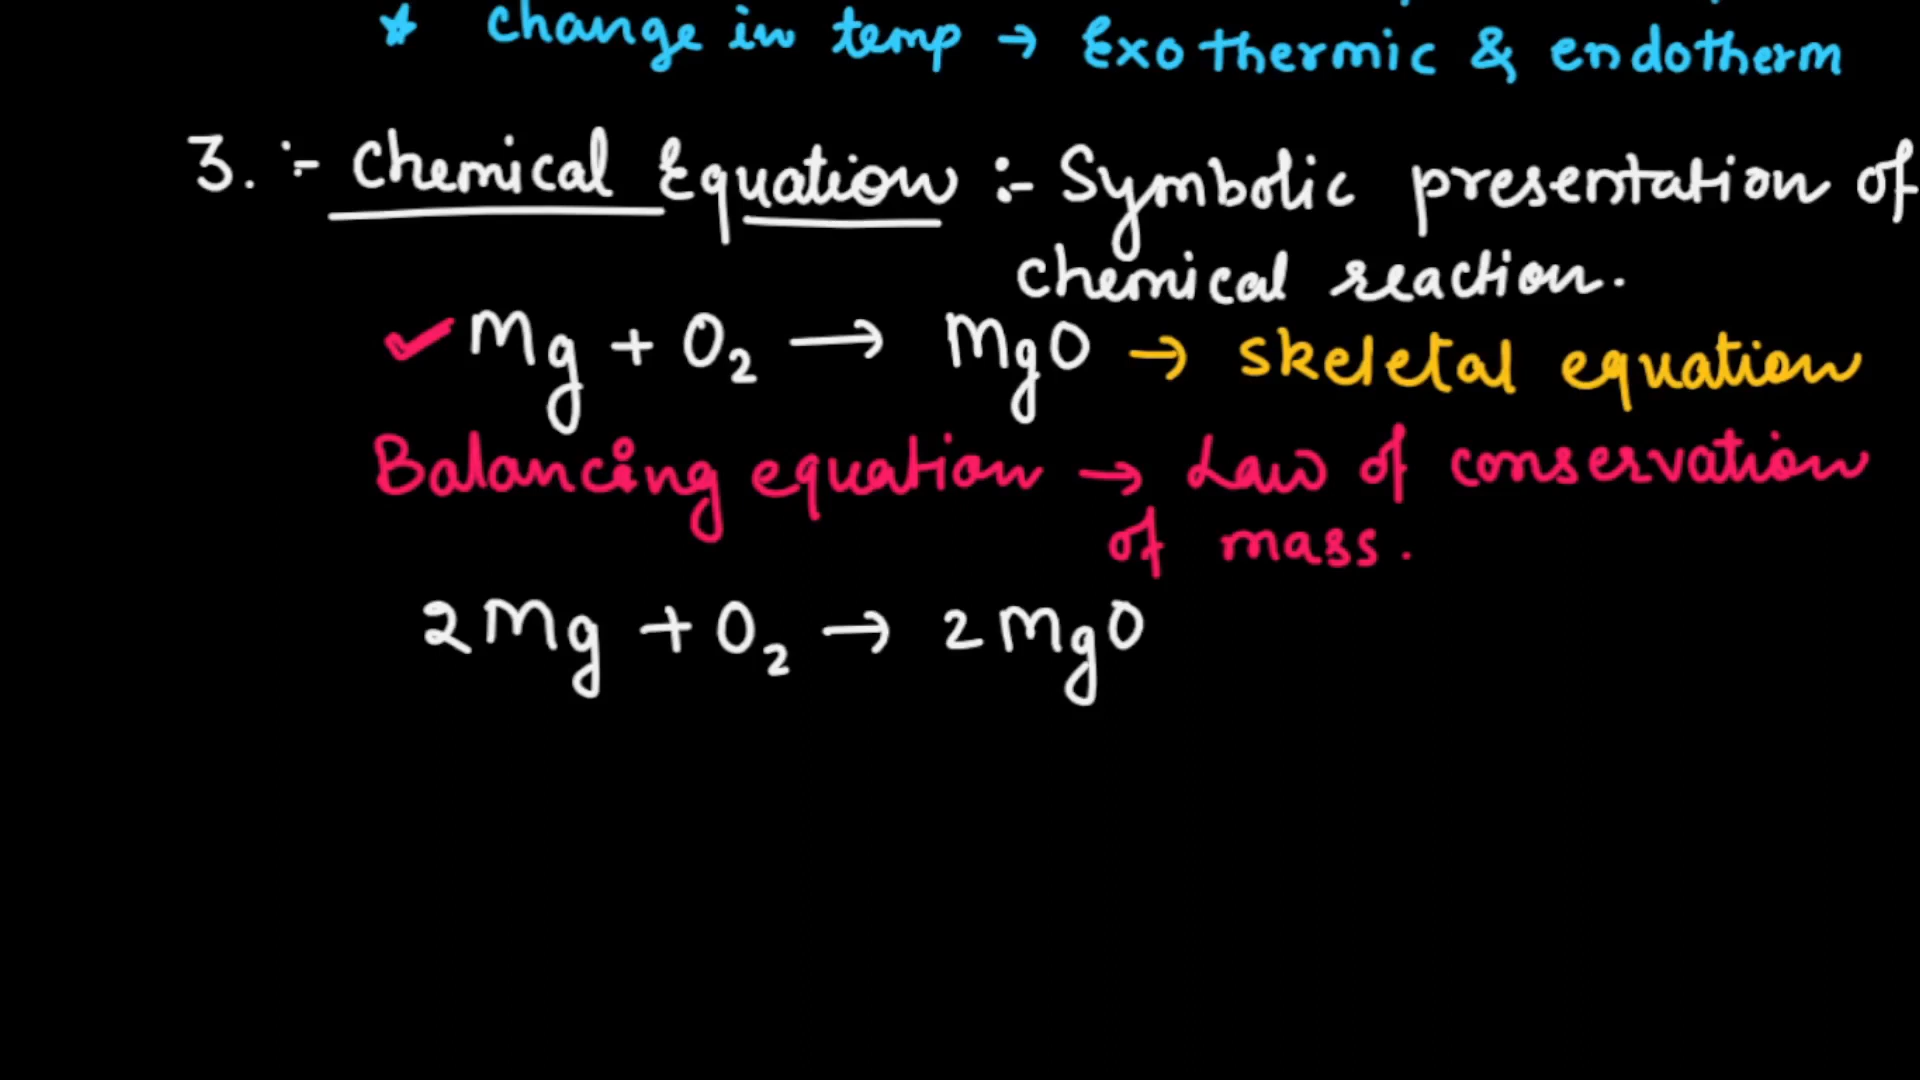 * change in temp → Exothermic & endotherm
3. :- Chemical Equation :- Symbolic presentation of
chemical reaction.
✓ Mg + O₂ → MgO → skeletal equation
Balancing equation → Law of conservation
of mass.
2Mg + O₂ → 2MgO